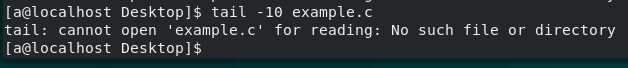 [a@localhost Desktop]$ tail -10 example.c
tail: cannot open 'example.c' for reading: No such file or directory
[a@localhost Desktop]$